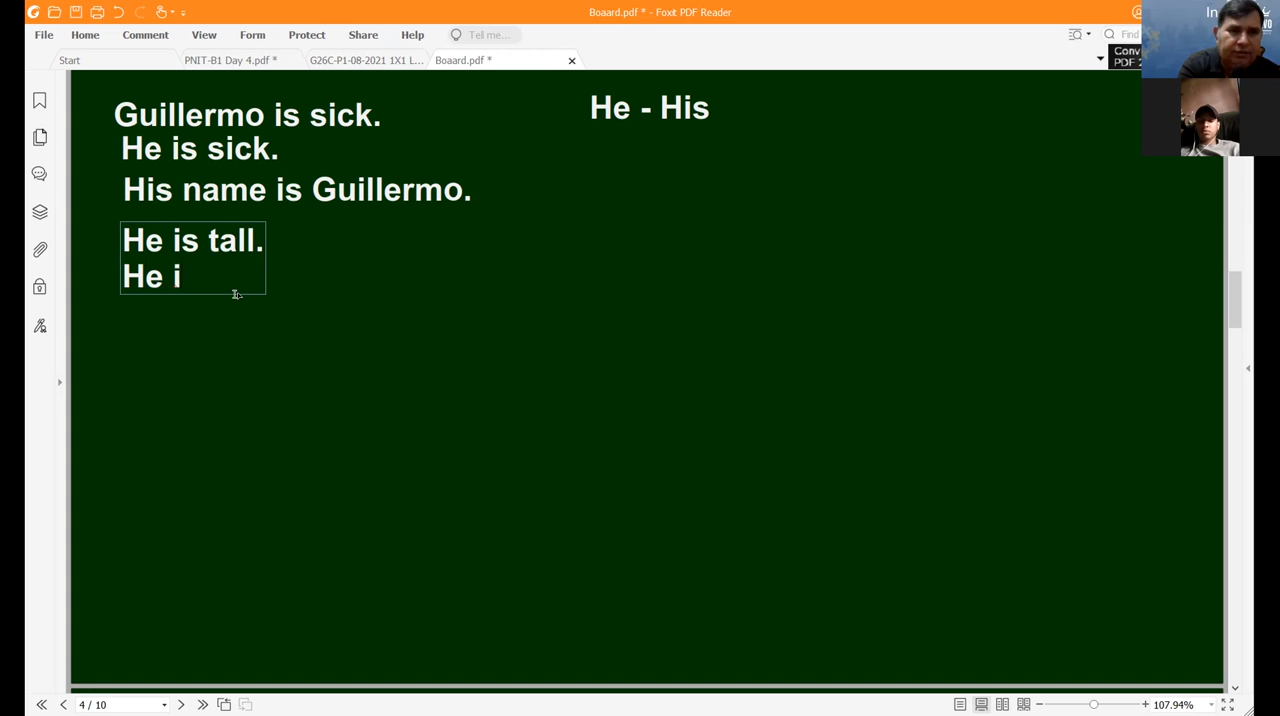 Boaard.pdf * - Foxit PDF Reader
File Home Comment View Form Protect Share Help Tell me... Find
Start PNIT-B1 Day 4.pdf * G26C-P1-08-2021 1X1 L... Boaard.pdf *
Guillermo is sick.
He is sick.
His name is Guillermo.
He is tall.
He i
He - His
4 / 10
107.94%